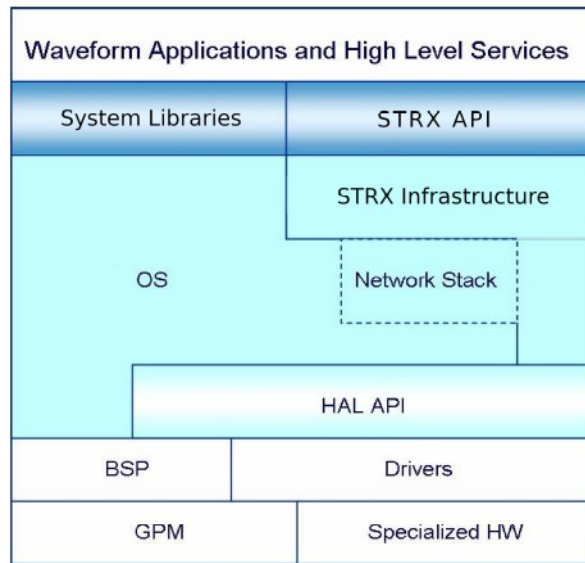 Waveform Applications and High Level Services
System Libraries
STRX API
STRX Infrastructure
OS
Network Stack
HAL API
BSP
Drivers
GPM
Specialized HW